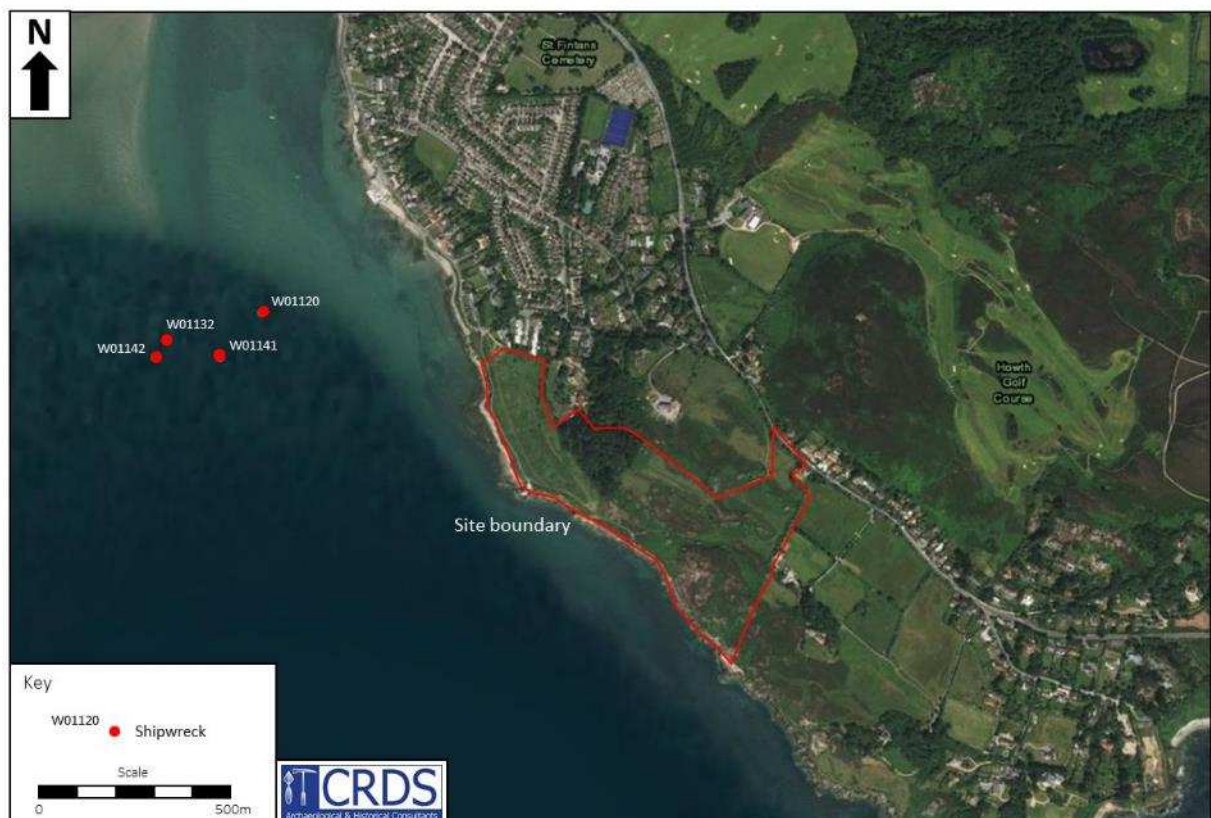 N
St Fintans
Cemetery
W01120
W01132
W01142
W01141
Howth
Golf
Course
Site boundary
Key
W01120
Shipwreck
Scale
0
500m
CRDS
Archaeological & Historical Consultants